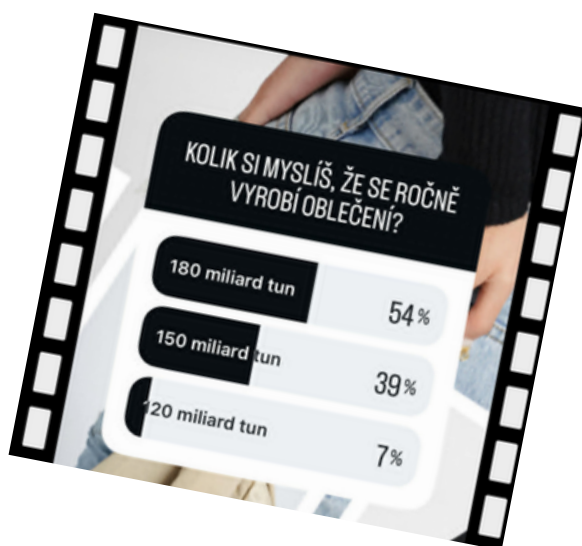 KOLIK SI MYSLÍŠ, ŽE SE ROČNĚ
VYROBÍ OBLEČENÍ?
180 miliard tun
54%
150 miliard tun
39%
120 miliard tun
7%